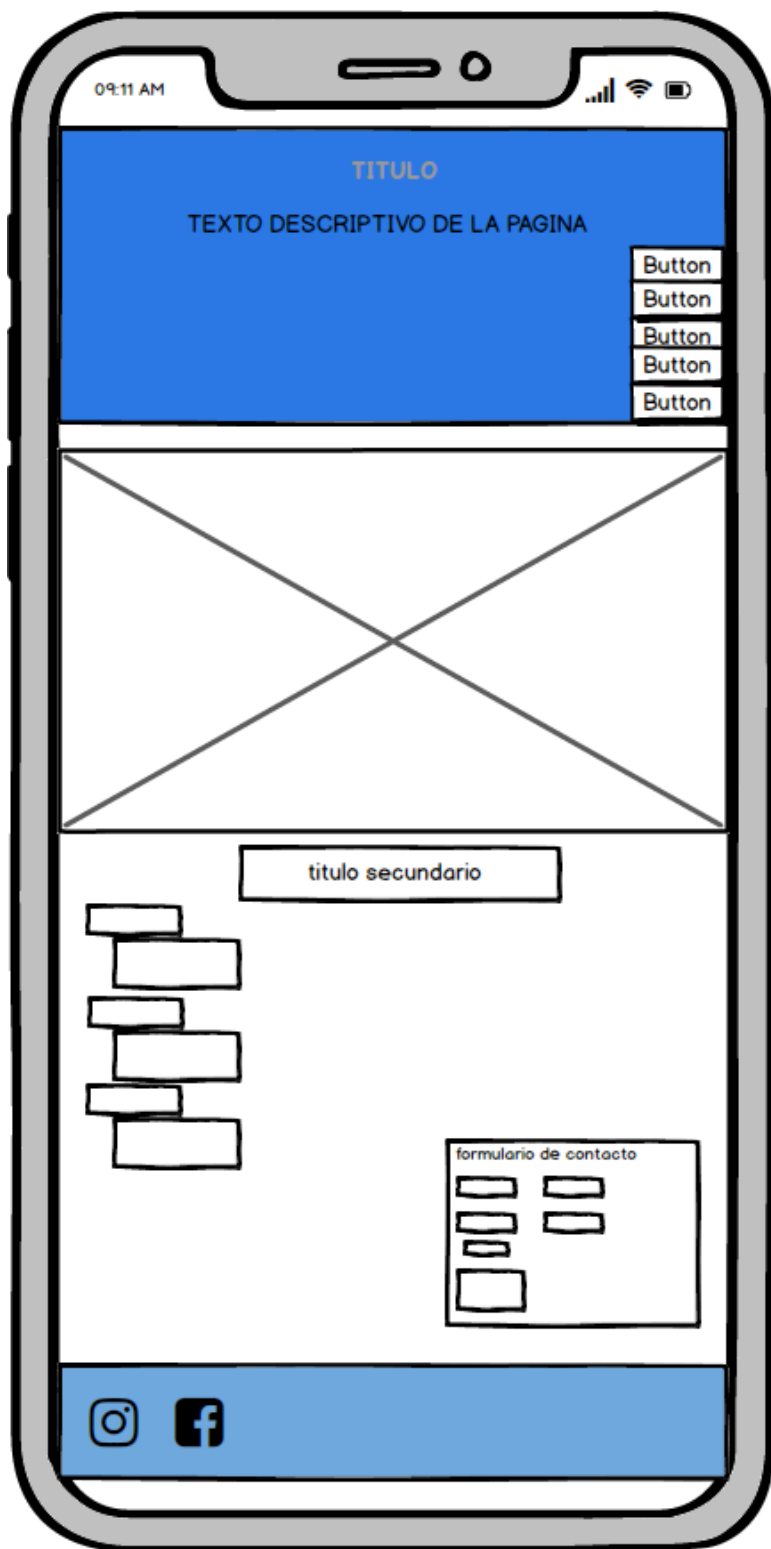 09:11 AM
TITULO
TEXTO DESCRIPTIVO DE LA PAGINA
Button
Button
Button
Button
Button
titulo secundario
formulario de contacto